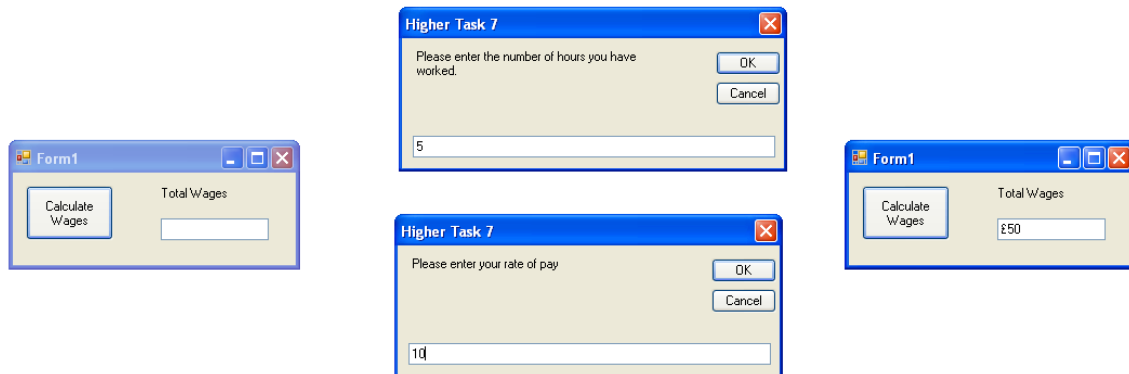 Form1
Calculate
Wages
Total Wages
Higher Task 7
Please enter the number of hours you have
worked.
OK
Cancel
5
Higher Task 7
Please enter your rate of pay
OK
Cancel
10
Form1
Calculate
Wages
Total Wages
£50